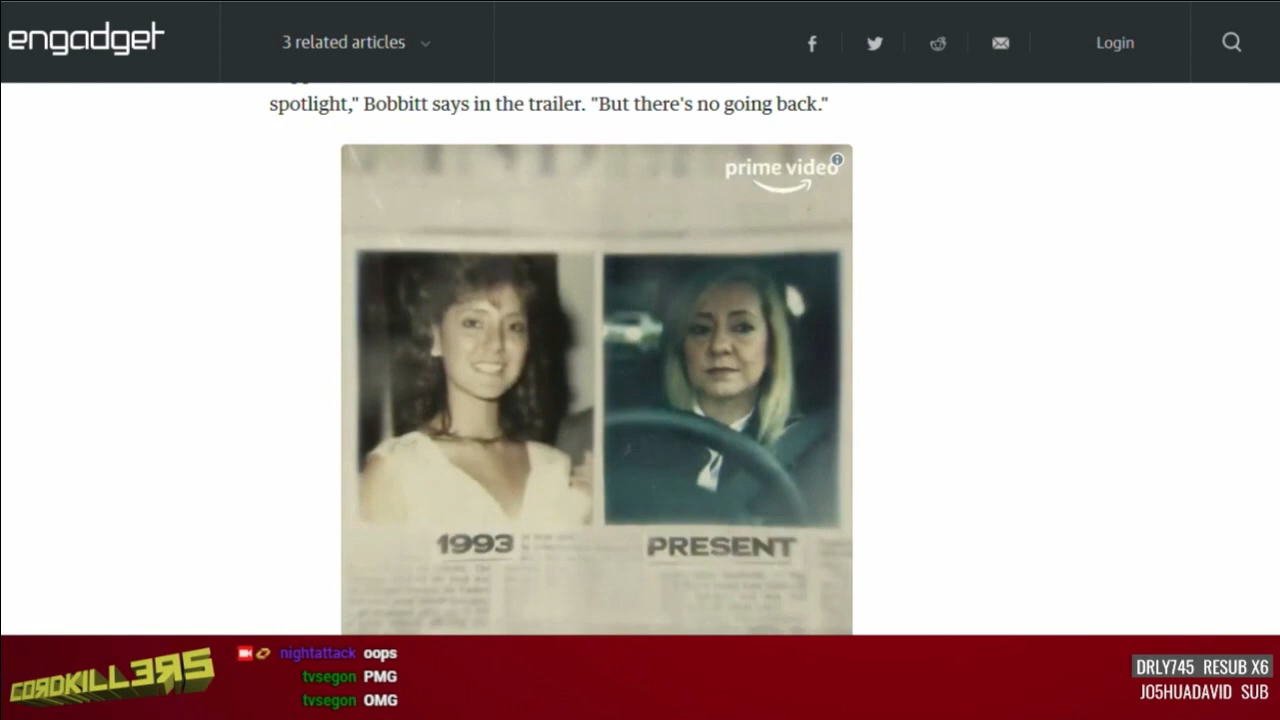 engadget
3 related articles
Login
spotlight," Bobbitt says in the trailer. "But there's no going back."
prime video
1993
PRESENT
CORDKILLERS
nightattack oops
tvsegon PMG
tvsegon OMG
DRLY745 RESUB X6
JO5HUADAVID SUB